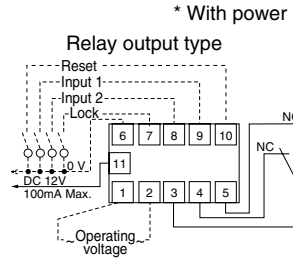 * With power
Relay output type
Reset
Input 1
Input 2
Lock
6 7 8 9 10
NC
0 V
11
NC
DC 12V
100mA Max.
1 2 3 4 5
Operating
voltage